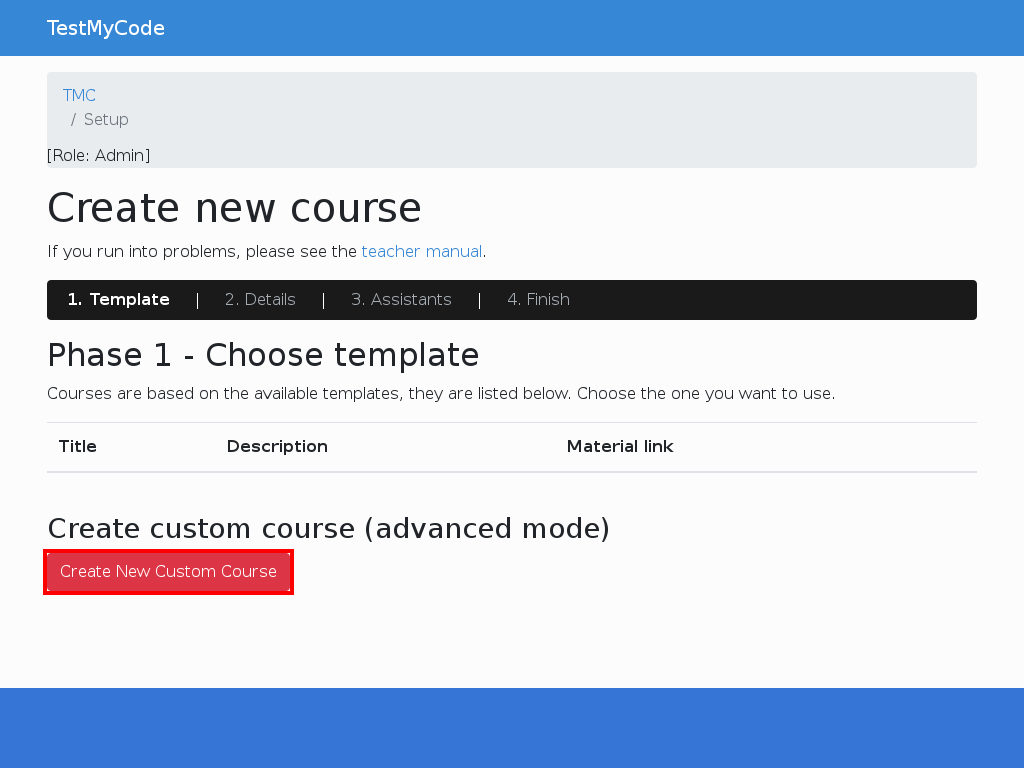 TestMyCode
TMC
/ Setup
[Role: Admin]
Create new course
If you run into problems, please see the teacher manual.
1. Template | 2. Details | 3. Assistants | 4. Finish
Phase 1 - Choose template
Courses are based on the available templates, they are listed below. Choose the one you want to use.
Title Description Material link
Create custom course (advanced mode)
Create New Custom Course